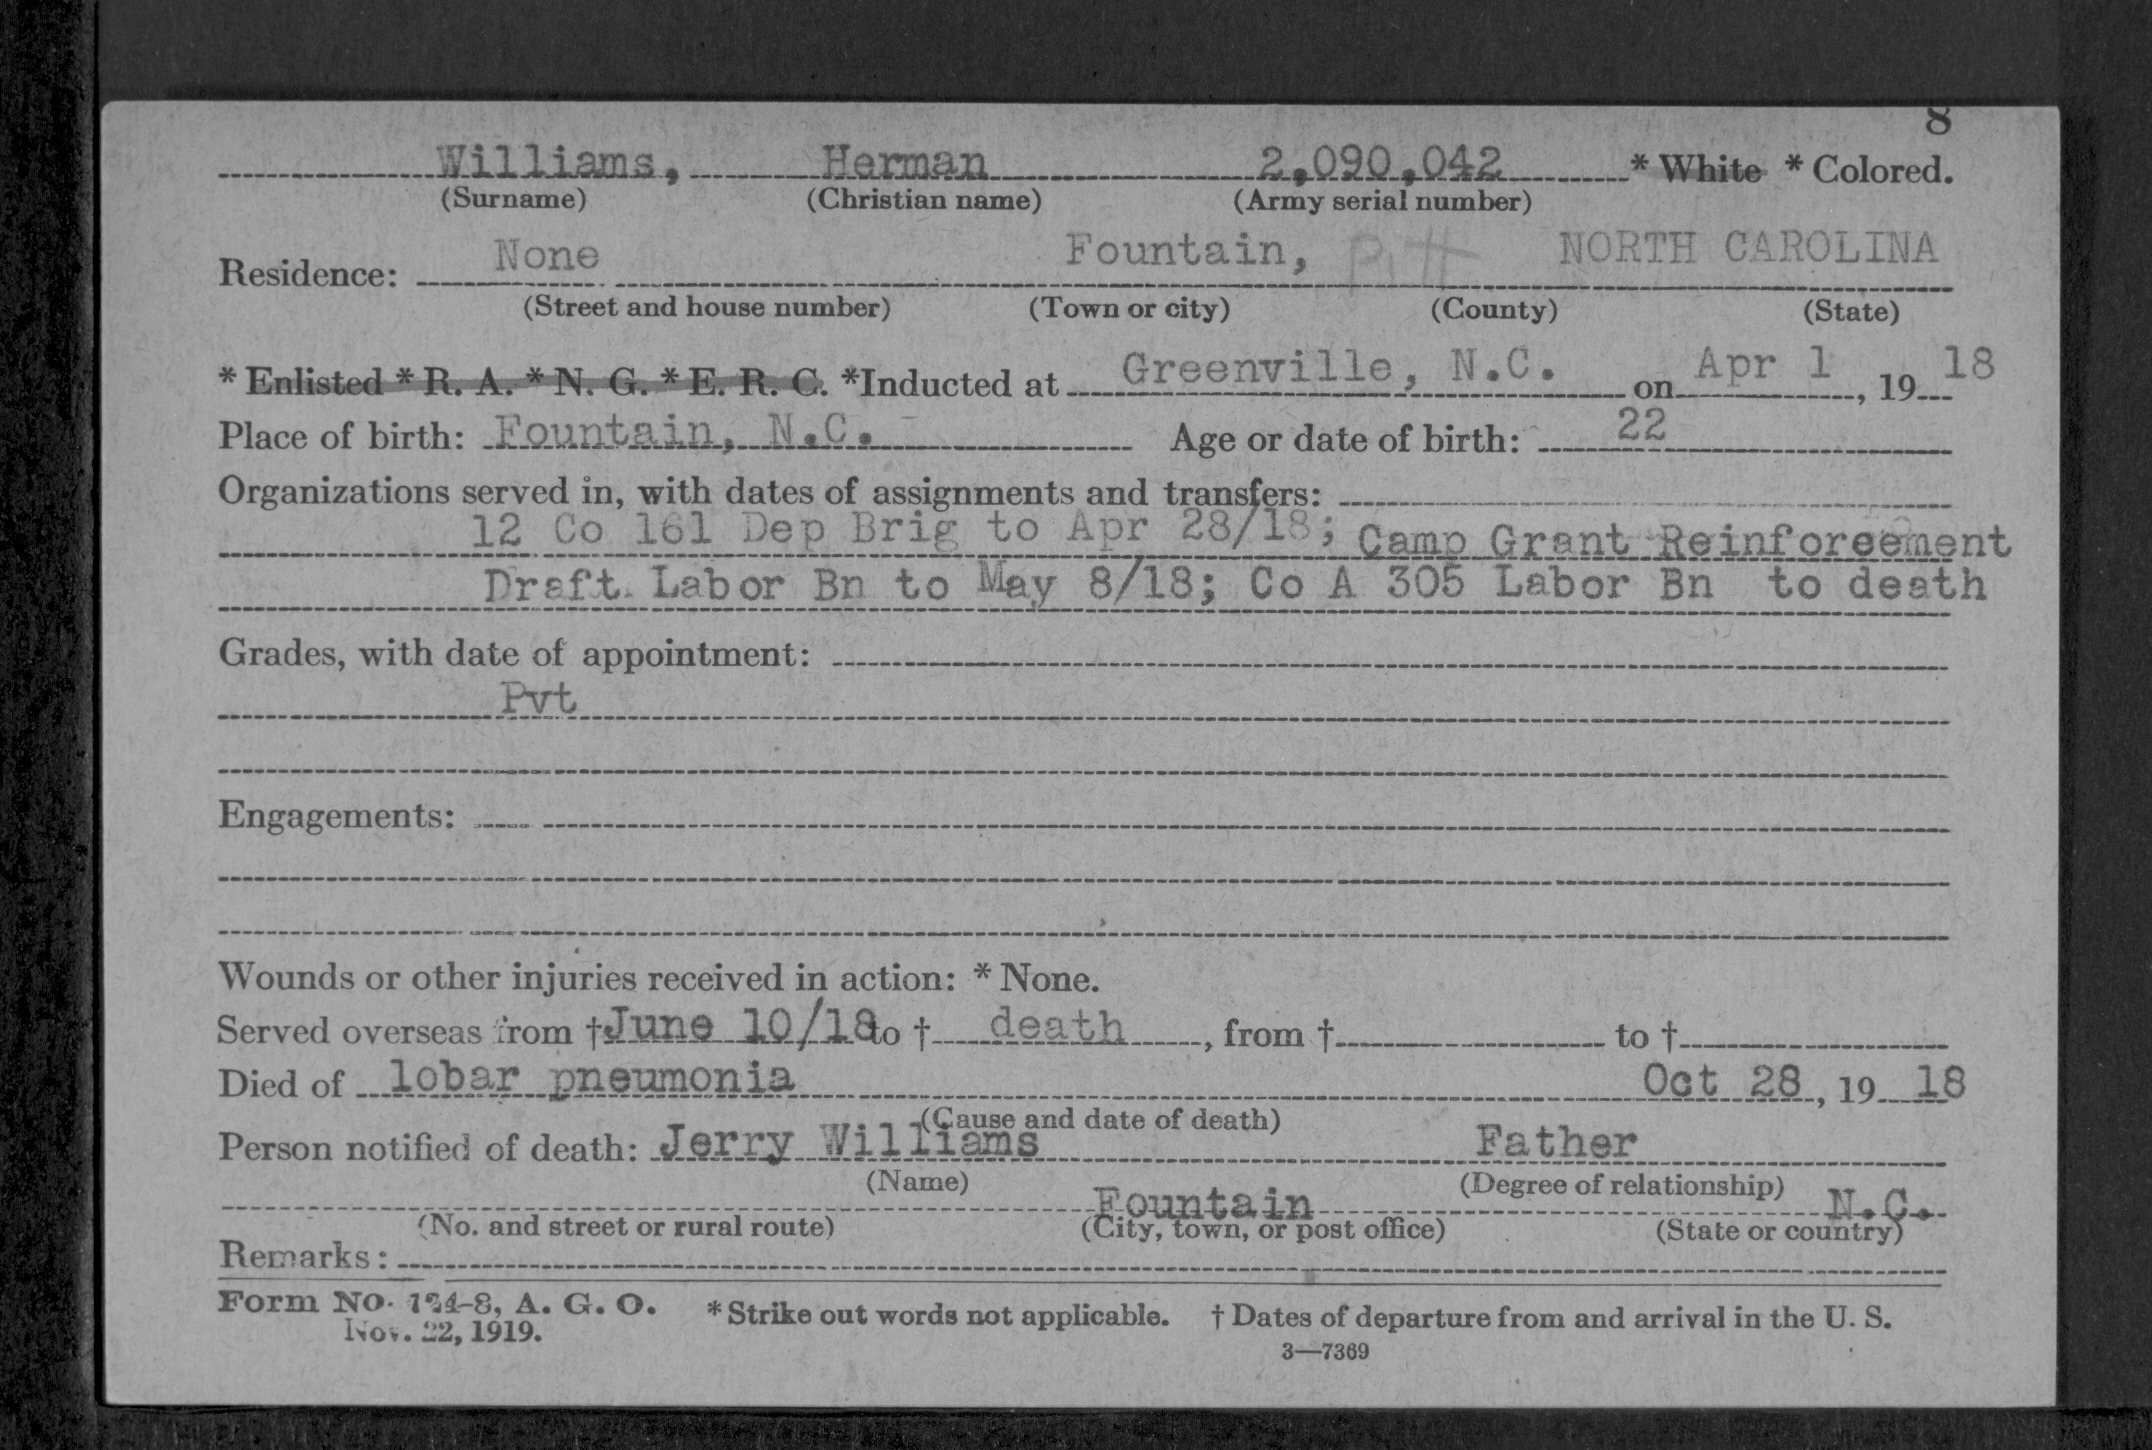 8
Williams, Herman 2,090,042 * White * Colored.
(Surname) (Christian name) (Army serial number)
Residence: None Fountain, Pitt NORTH CAROLINA
(Street and house number) (Town or city) (County) (State)
* Enlisted * R. A. * N. G. * E. R. C. *Inducted at Greenville, N.C. on Apr 1, 19 18
Place of birth: Fountain, N.C. Age or date of birth: 22
Organizations served in, with dates of assignments and transfers:
12 Co 161 Dep Brig to Apr 28/18; Camp Grant Reinforcement
Draft Labor Bn to May 8/18; Co A 305 Labor Bn to death
Grades, with date of appointment:
Pvt
Engagements:
Wounds or other injuries received in action: * None.
Served overseas from † June 10/18 to † death, from † to †
Died of lobar pneumonia Oct 28, 19 18
(Cause and date of death)
Person notified of death: Jerry Williams Father
(Name) (Degree of relationship)
Fountain N.C.
(No. and street or rural route) (City, town, or post office) (State or country)
Remarks:
Form No. 724-8, A. G. O. * Strike out words not applicable. † Dates of departure from and arrival in the U. S.
Nov. 22, 1919.
3—7369